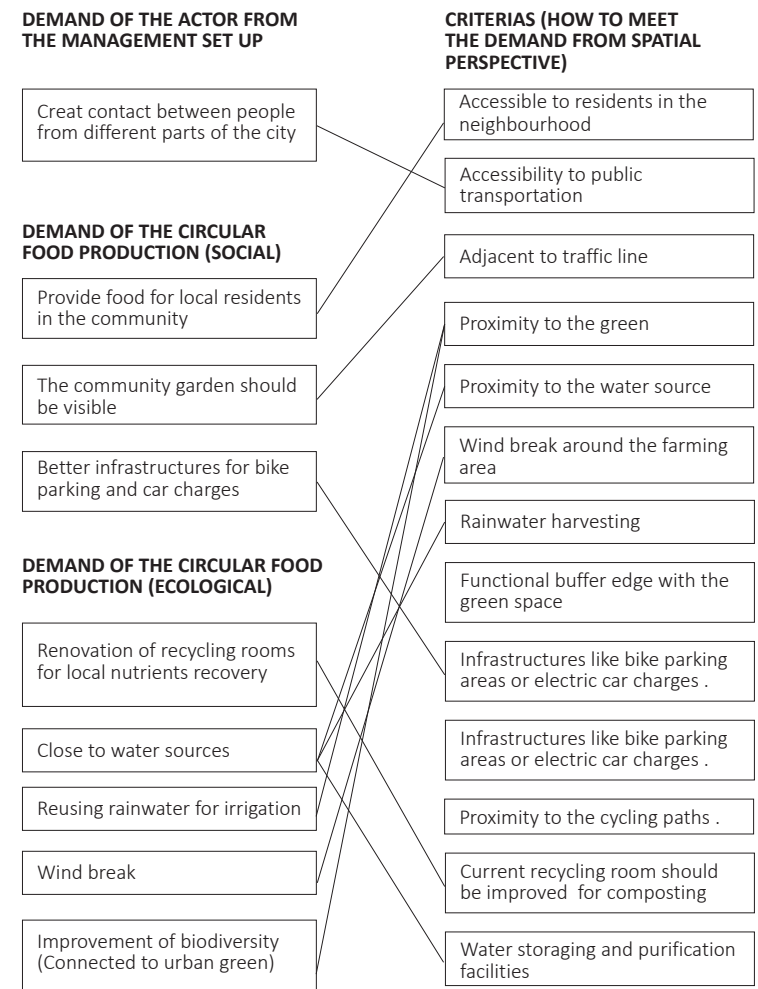 DEMAND OF THE ACTOR FROM
THE MANAGEMENT SET UP
Creat contact between people
from different parts of the city
DEMAND OF THE CIRCULAR
FOOD PRODUCTION (SOCIAL)
Provide food for local residents
in the community
The community garden should
be visible
Better infrastructures for bike
parking and car charges
DEMAND OF THE CIRCULAR FOOD
PRODUCTION (ECOLOGICAL)
Renovation of recycling rooms
for local nutrients recovery
Close to water sources
Reusing rainwater for irrigation
Wind break
Improvement of biodiversity
(Connected to urban green)
CRITERIAS (HOW TO MEET
THE DEMAND FROM SPATIAL
PERSPECTIVE)
Accessible to residents in the
neighbourhood
Accessibility to public
transportation
Adjacent to traffic line
Proximity to the green
Proximity to the water source
Wind break around the farming
area
Rainwater harvesting
Functional buffer edge with the
green space
Infrastructures like bike parking
areas or electric car charges .
Infrastructures like bike parking
areas or electric car charges .
Proximity to the cycling paths .
Current recycling room should
be improved  for composting
Water storaging and purification
facilities